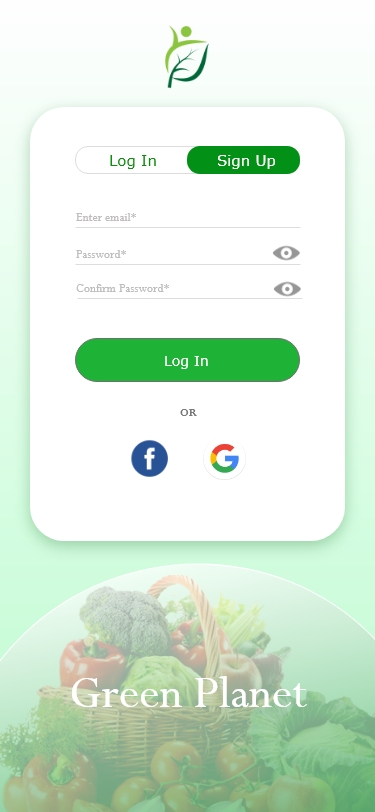 Log In Sign Up
Enter email*
Password*
Confirm Password*
Log In
OR
f G
Green Planet